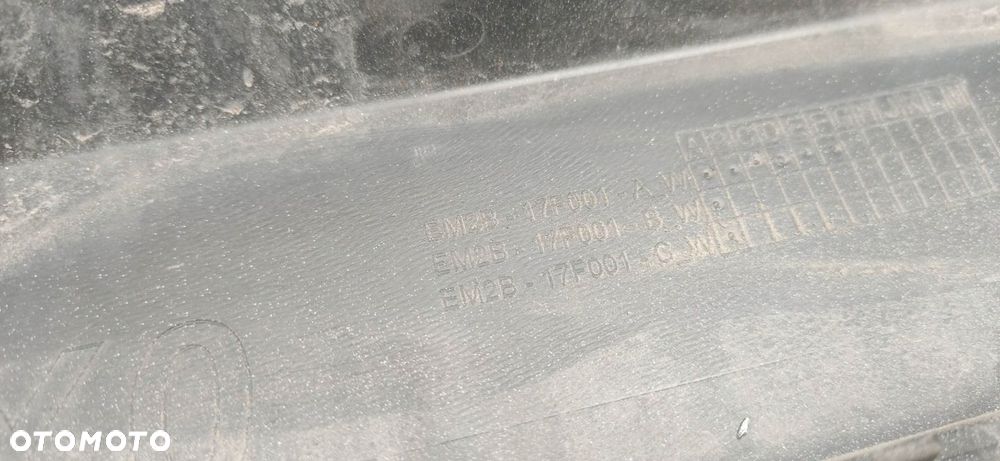 A B C D E F G H J K L M
EM2B - 17F001 - A W
EM2B - 17F001 - B W
EM2B - 17F001 - C W
OTOMOTO